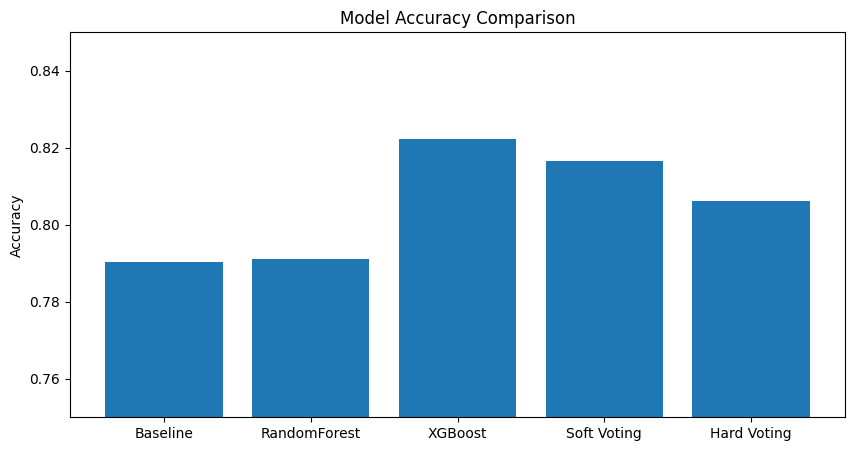 Model Accuracy Comparison
Accuracy
0.84
0.82
0.80
0.78
0.76
Baseline RandomForest XGBoost Soft Voting Hard Voting